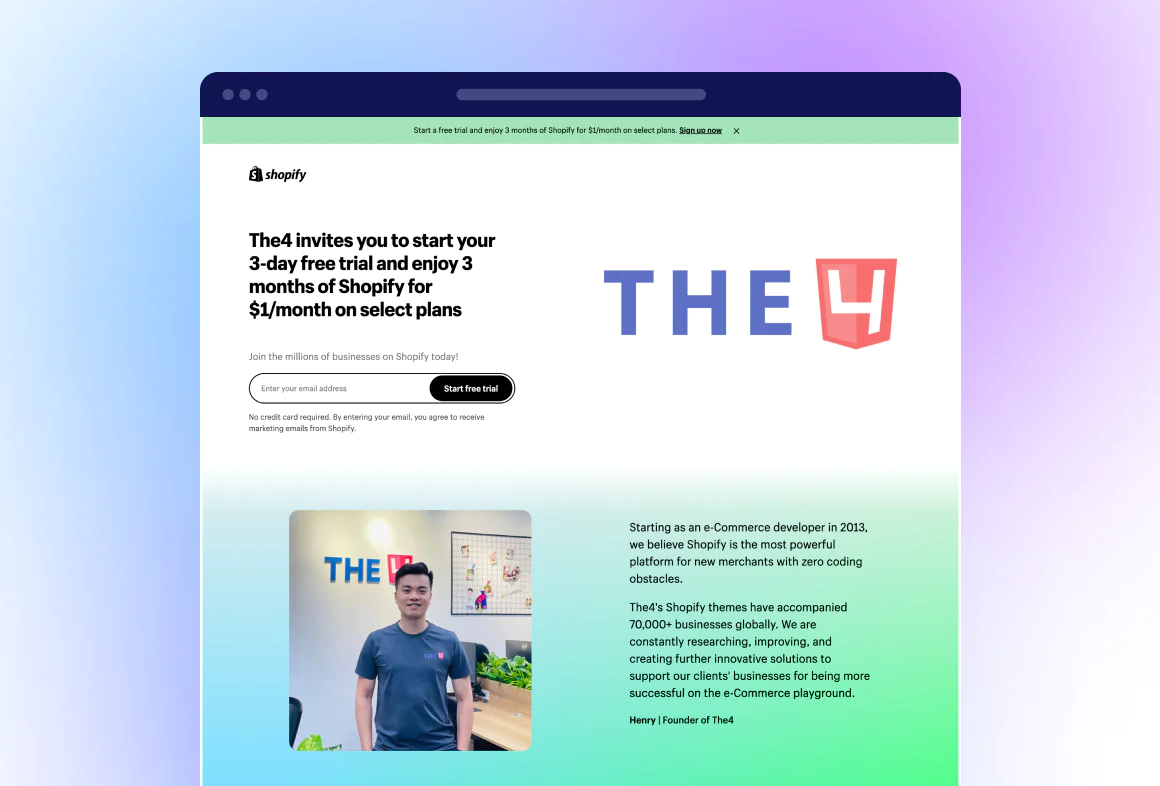 Start a free trial and enjoy 3 months of Shopify for $1/month on select plans. Sign up now
shopify
The4 invites you to start your
3-day free trial and enjoy 3
months of Shopify for
$1/month on select plans
THE 4
Join the millions of businesses on Shopify today!
Enter your email address
Start free trial
No credit card required. By entering your email, you agree to receive
marketing emails from Shopify.
THE 4
THE 4
Starting as an e-Commerce developer in 2013,
we believe Shopify is the most powerful
platform for new merchants with zero coding
obstacles.
The4's Shopify themes have accompanied
70,000+ businesses globally. We are
constantly researching, improving, and
creating further innovative solutions to
support our clients' businesses for being more
successful on the e-Commerce playground.
Henry | Founder of The4